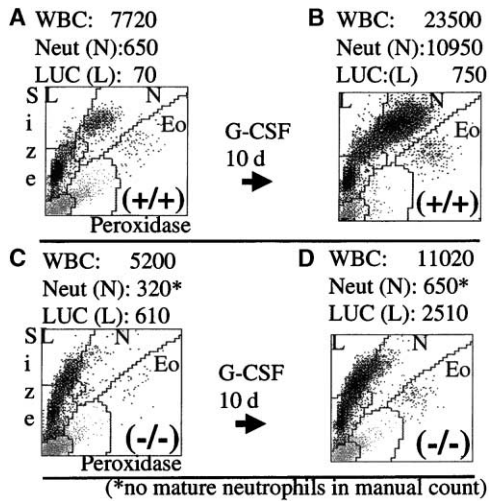 A WBC: 7720
Neut (N):650
LUC (L): 70
Size
L N
Eo
(+/+)
Peroxidase
G-CSF
10 d
B WBC: 23500
Neut (N):10950
LUC:(L) 750
L N
Eo
(+/+)
C WBC: 5200
Neut (N): 320*
LUC (L): 610
Size
L N
Eo
(-/-)
Peroxidase
G-CSF
10 d
D WBC: 11020
Neut (N): 650*
LUC (L): 2510
L N
Eo
(-/-)
(*no mature neutrophils in manual count)